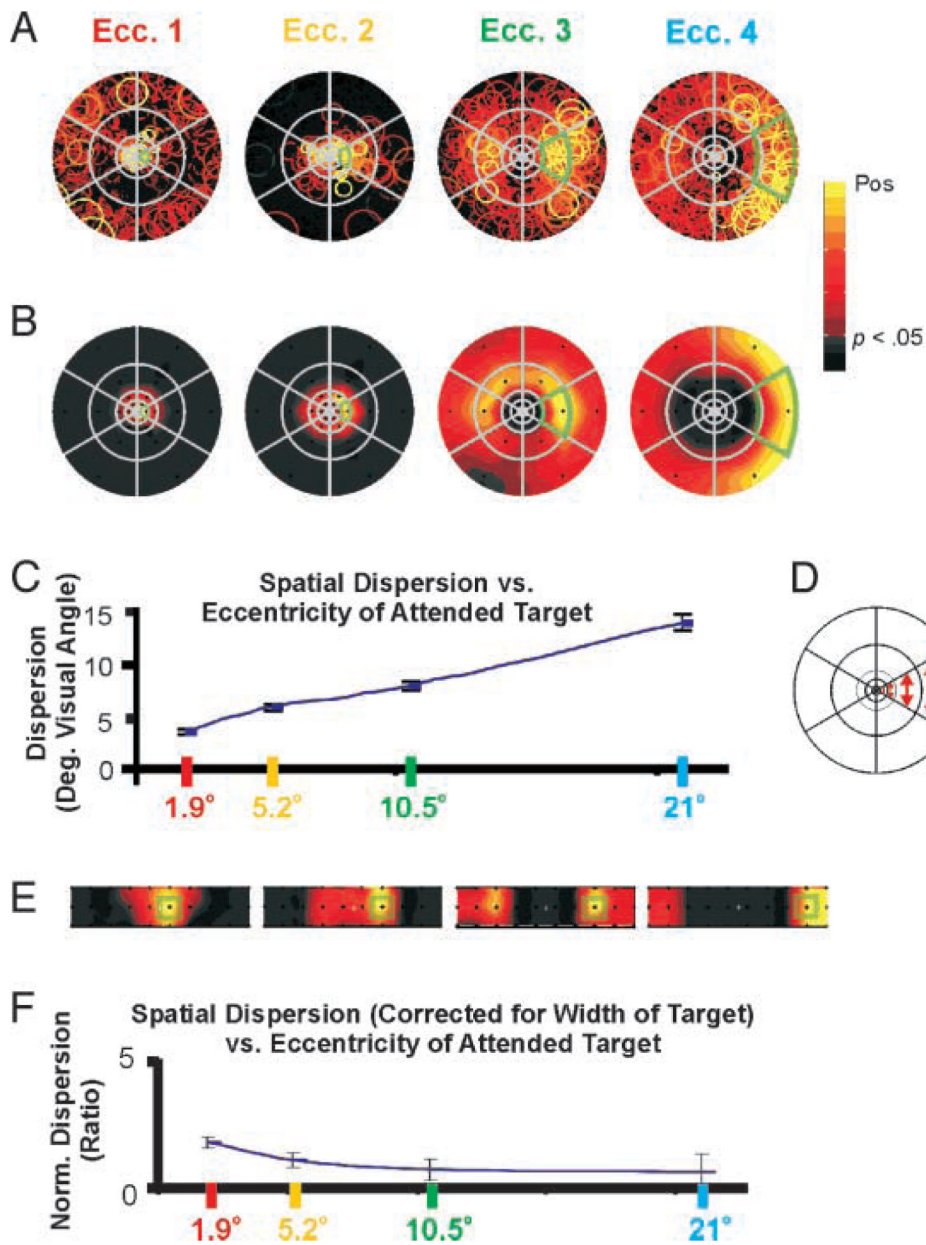 A
Ecc. 1 Ecc. 2 Ecc. 3 Ecc. 4
Pos
p < .05
B
C
Spatial Dispersion vs.
Eccentricity of Attended Target
Dispersion
(Deg. Visual Angle)
15
10
5
0
1.9° 5.2° 10.5° 21°
D
E
F
Spatial Dispersion (Corrected for Width of Target)
vs. Eccentricity of Attended Target
Norm. Dispersion
(Ratio)
5
0
1.9° 5.2° 10.5° 21°